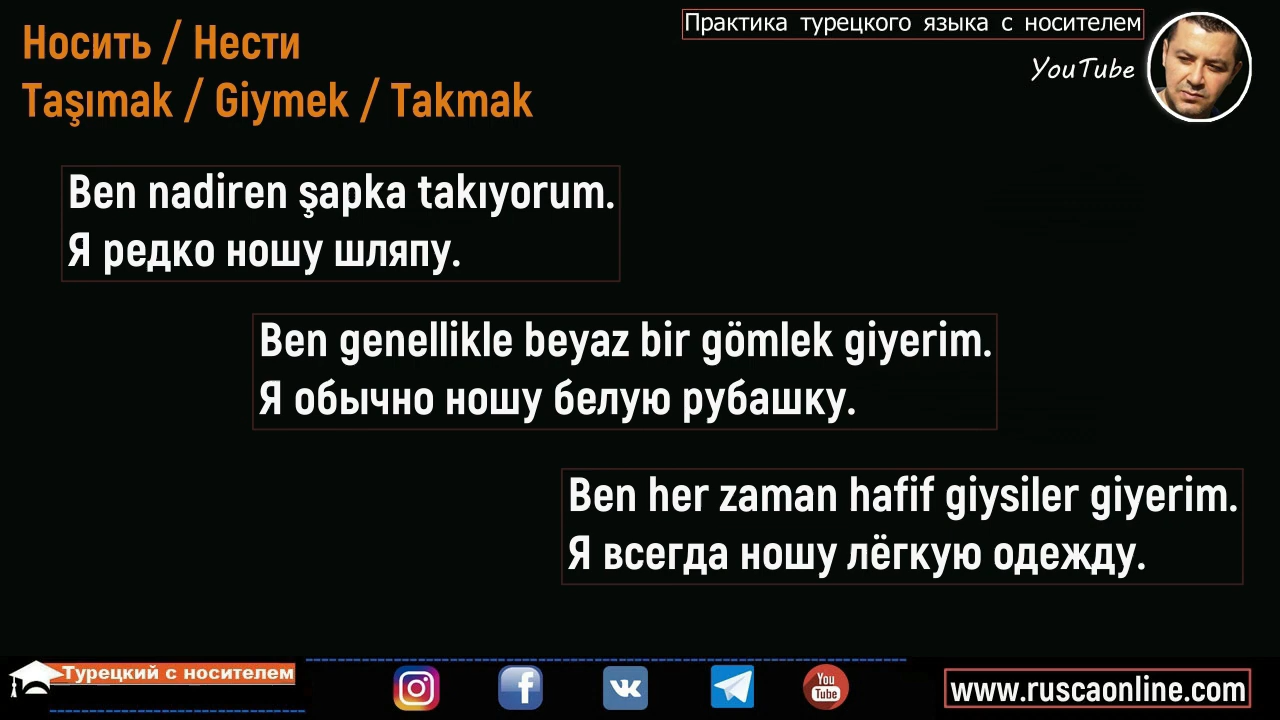 Носить / Нести
Taşımak / Giymek / Takmak
Практика турецкого языка с носителем
YouTube
Ben nadiren şapka takıyorum.
Я редко ношу шляпу.
Ben genellikle beyaz bir gömlek giyerim.
Я обычно ношу белую рубашку.
Ben her zaman hafif giysiler giyerim.
Я всегда ношу лёгкую одежду.
Турецкий с носителем
You
Tube
www.ruscaonline.com